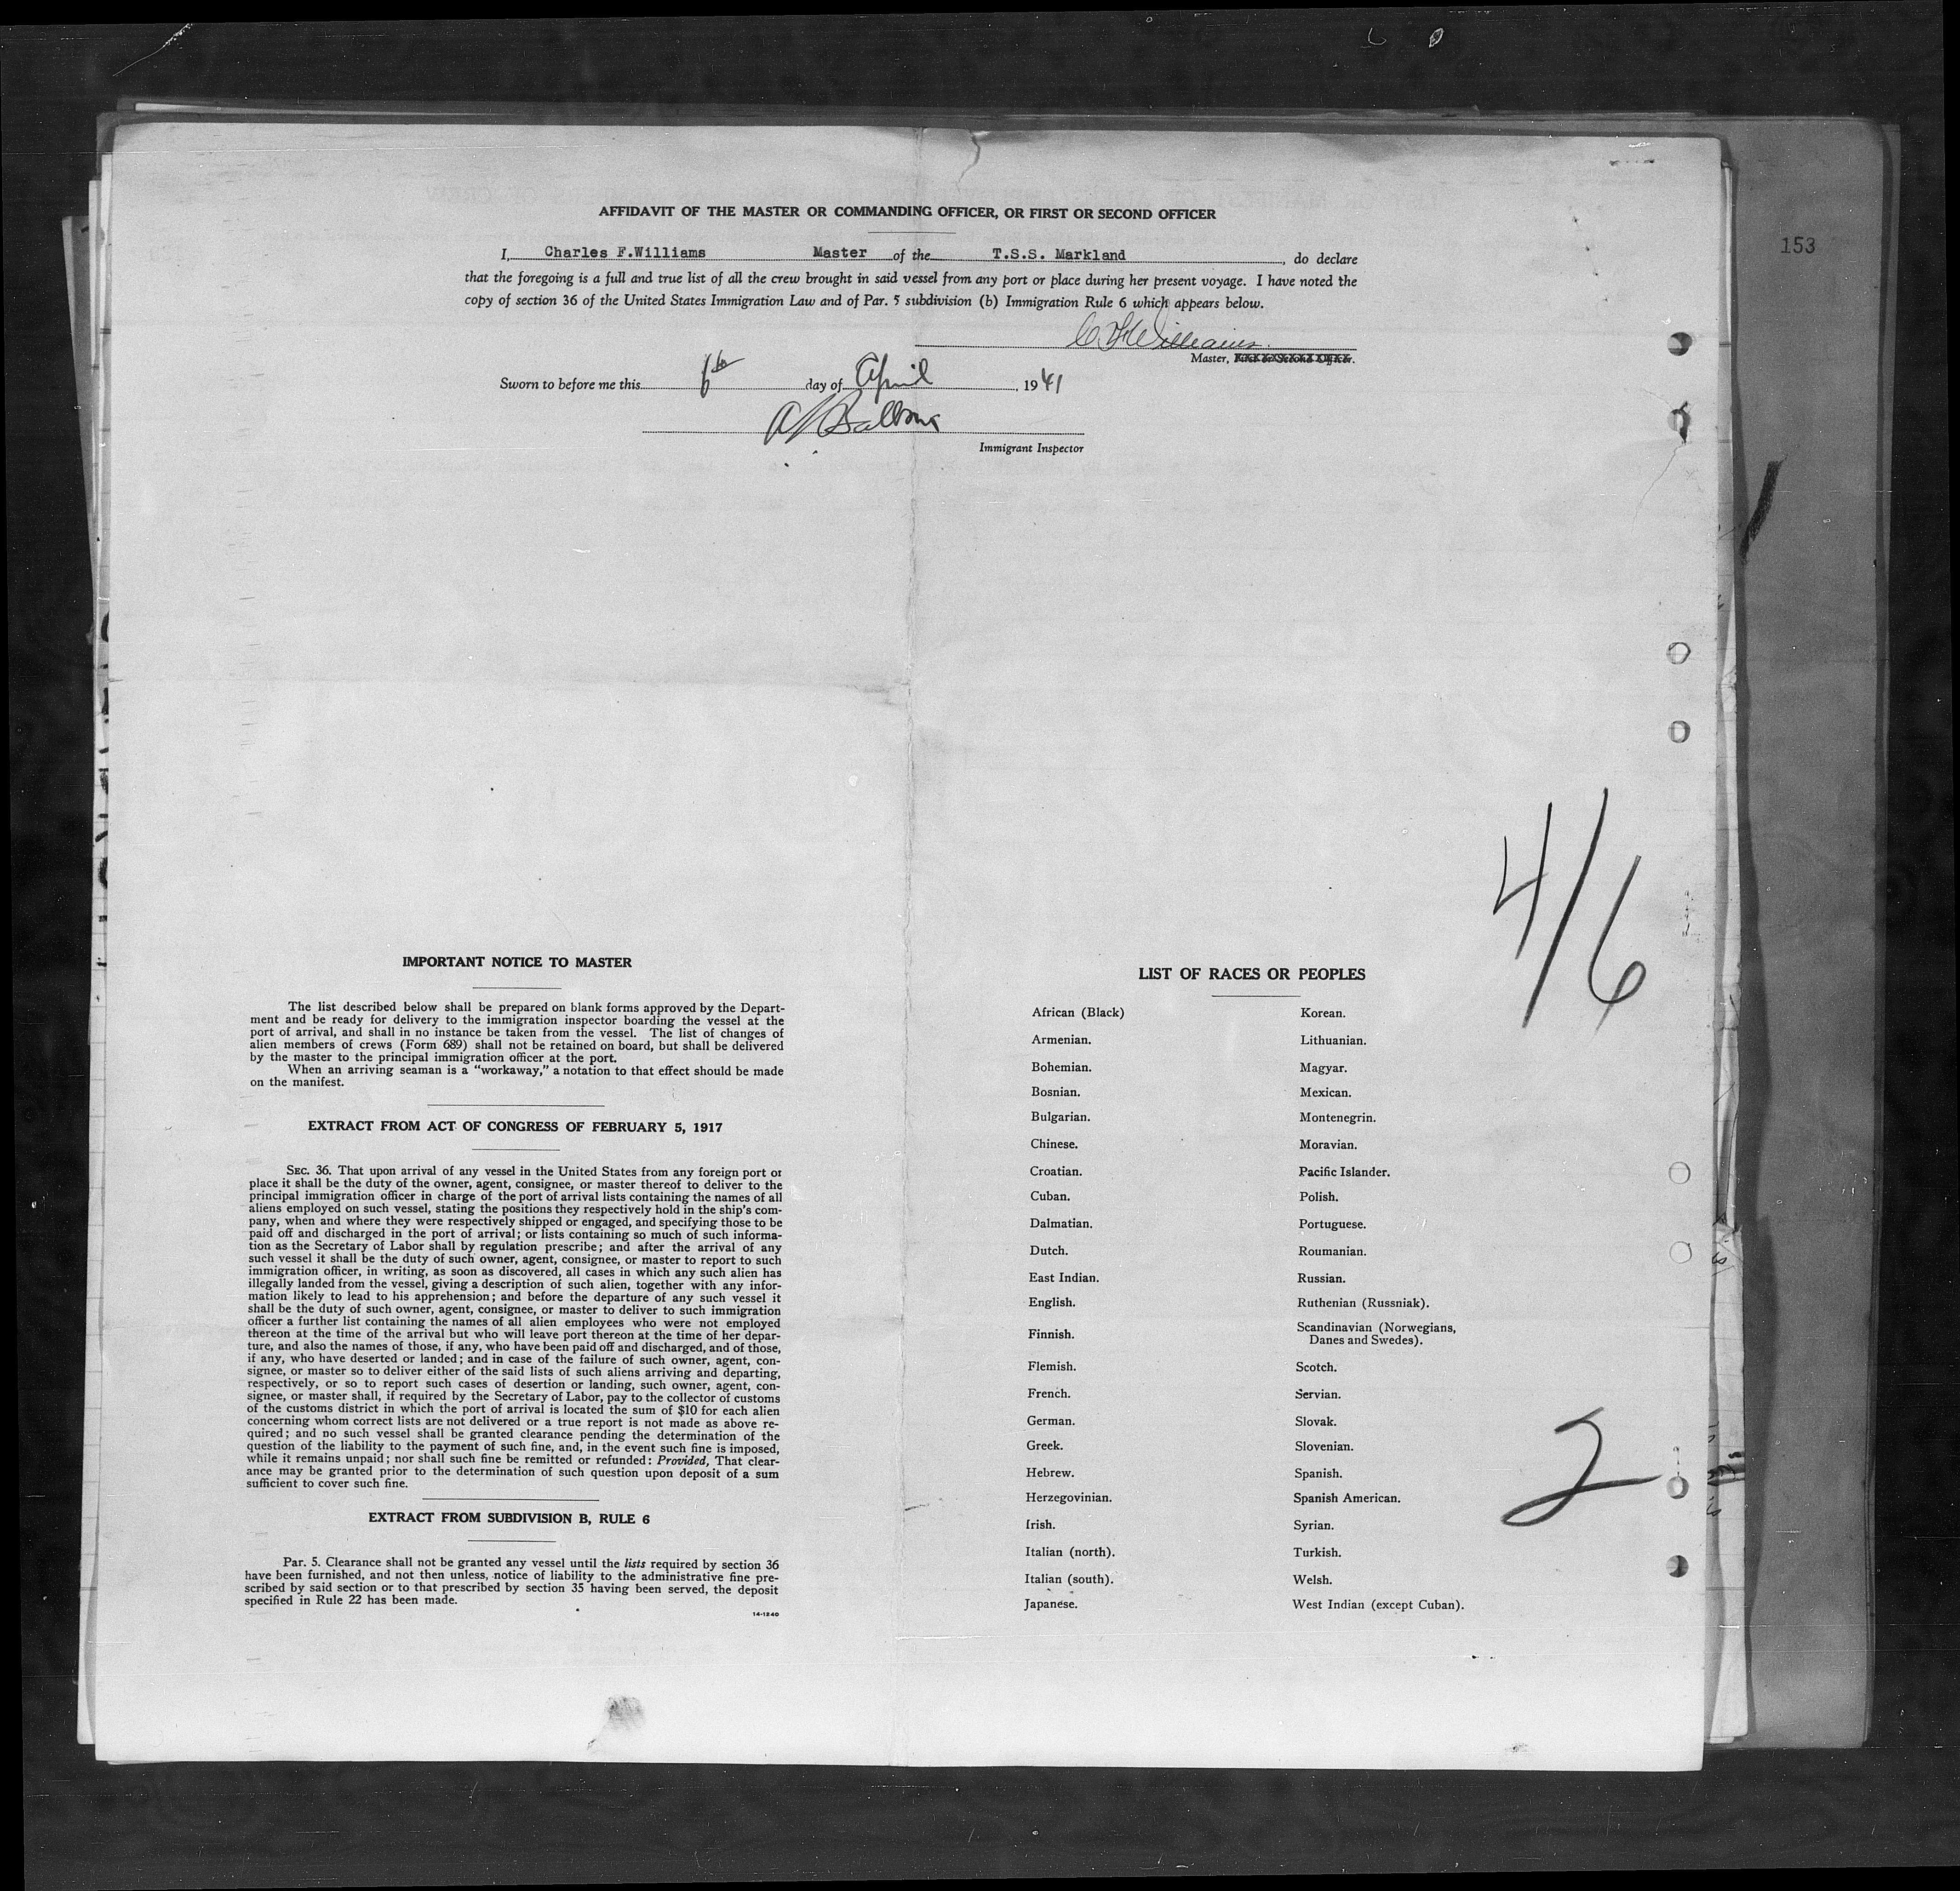 153
AFFIDAVIT OF THE MASTER OR COMMANDING OFFICER, OR FIRST OR SECOND OFFICER
I, Charles F.Williams Master of the T.S.S. Markland, do declare
that the foregoing is a full and true list of all the crew brought in said vessel from any port or place during her present voyage. I have noted the
copy of section 36 of the United States Immigration Law and of Par. 5 subdivision (b) Immigration Rule 6 which appears below.
C F Williams.
Master, First or Second Officer.
Sworn to before me this 6th day of April, 1941
Immigrant Inspector
4/6
IMPORTANT NOTICE TO MASTER
The list described below shall be prepared on blank forms approved by the Depart-
ment and be ready for delivery to the immigration inspector boarding the vessel at the
port of arrival, and shall in no instance be taken from the vessel. The list of changes of
alien members of crews (Form 689) shall not be retained on board, but shall be delivered
by the master to the principal immigration officer at the port.
When an arriving seaman is a "workaway," a notation to that effect should be made
on the manifest.
EXTRACT FROM ACT OF CONGRESS OF FEBRUARY 5, 1917
SEC. 36. That upon arrival of any vessel in the United States from any foreign port or
place it shall be the duty of the owner, agent, consignee, or master thereof to deliver to the
principal immigration officer in charge of the port of arrival lists containing the names of all
aliens employed on such vessel, stating the positions they respectively hold in the ship's com-
pany, when and where they were respectively shipped or engaged, and specifying those to be
paid off and discharged in the port of arrival; or lists containing so much of such informa-
tion as the Secretary of Labor shall by regulation prescribe; and after the arrival of any
such vessel it shall be the duty of such owner, agent, consignee, or master to report to such
immigration officer, in writing, as soon as discovered, all cases in which any such alien has
illegally landed from the vessel, giving a description of such alien, together with any infor-
mation likely to lead to his apprehension; and before the departure of any such vessel it
shall be the duty of such owner, agent, consignee, or master to deliver to such immigration
officer a further list containing the names of all alien employees who were not employed
thereon at the time of the arrival but who will leave port thereon at the time of her depar-
ture, and also the names of those, if any, who have been paid off and discharged, and of those,
if any, who have deserted or landed; and in case of the failure of such owner, agent, con-
signee, or master so to deliver either of the said lists of such aliens arriving and departing,
respectively, or so to report such cases of desertion or landing, such owner, agent, con-
signee, or master shall, if required by the Secretary of Labor, pay to the collector of customs
of the customs district in which the port of arrival is located the sum of $10 for each alien
concerning whom correct lists are not delivered or a true report is not made as above re-
quired; and no such vessel shall be granted clearance pending the determination of the
question of the liability to the payment of such fine, and, in the event such fine is imposed,
while it remains unpaid; nor shall such fine be remitted or refunded: Provided, That clear-
ance may be granted prior to the determination of such question upon deposit of a sum
sufficient to cover such fine.
EXTRACT FROM SUBDIVISION B, RULE 6
Par. 5. Clearance shall not be granted any vessel until the lists required by section 36
have been furnished, and not then unless, notice of liability to the administrative fine pre-
scribed by said section or to that prescribed by section 35 having been served, the deposit
specified in Rule 22 has been made.
14-1240
LIST OF RACES OR PEOPLES
African (Black)
Armenian.
Bohemian.
Bosnian.
Bulgarian.
Chinese.
Croatian.
Cuban.
Dalmatian.
Dutch.
East Indian.
English.
Finnish.
Flemish.
French.
German.
Greek.
Hebrew.
Herzegovinian.
Irish.
Italian (north).
Italian (south).
Japanese.
Korean.
Lithuanian.
Magyar.
Mexican.
Montenegrin.
Moravian.
Pacific Islander.
Polish.
Portuguese.
Roumanian.
Russian.
Ruthenian (Russniak).
Scandinavian (Norwegians,
Danes and Swedes).
Scotch.
Servian.
Slovak.
Slovenian.
Spanish.
Spanish American.
Syrian.
Turkish.
Welsh.
West Indian (except Cuban).
2